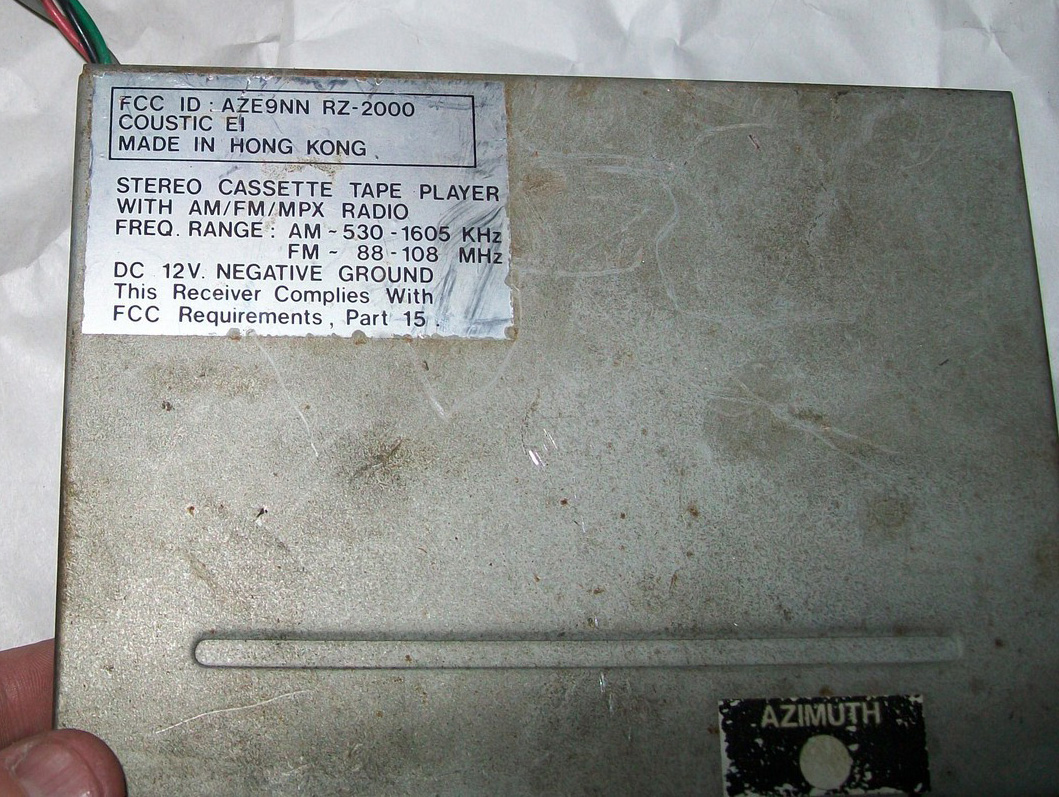 FCC ID : AZE9NN RZ-2000
COUSTIC EI
MADE IN HONG KONG
STEREO CASSETTE TAPE PLAYER
WITH AM/FM/MPX RADIO
FREQ. RANGE : AM ~ 530 - 1605 KHz
FM ~ 88 - 108 MHz
DC 12V. NEGATIVE GROUND
This Receiver Complies With
FCC Requirements, Part 15.
AZIMUTH